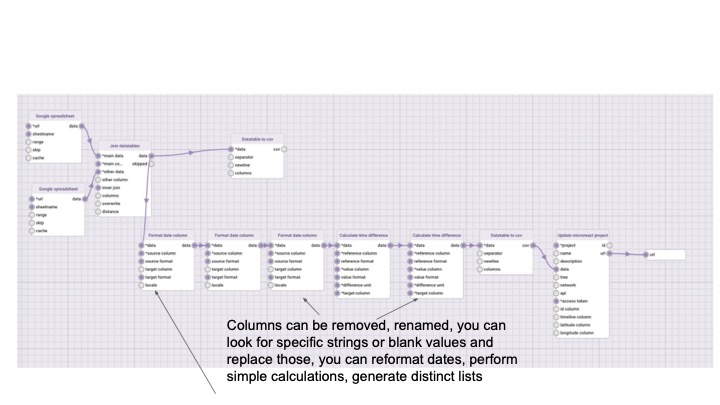 Google spreadsheet
*url data
sheetname
range
skip
cache
Join datatables
*main data data
*main co... skipped
*other data
other column
inner join
columns
overwrite
distance
Datatable to csv
*data csv
separator
newline
columns
Google spreadsheet
*url data
sheetname
range
skip
cache
Format date column
*data data
*source column
source format
target column
target format
locale
Format date column
*data data
*source column
source format
target column
target format
locale
Format date column
*data data
*source column
source format
target column
target format
locale
Calculate time difference
*data data
*reference column
reference format
*value column
value format
*difference unit
*target column
Calculate time difference
*data data
*reference column
reference format
*value column
value format
*difference unit
*target column
Datatable to csv
*data csv
separator
newline
columns
Update microreact project
*project id
name url
description
data
tree
network
api
*access token
id column
timeline column
latitude column
longitude column
url
Columns can be removed, renamed, you can
look for specific strings or blank values and
replace those, you can reformat dates, perform
simple calculations, generate distinct lists